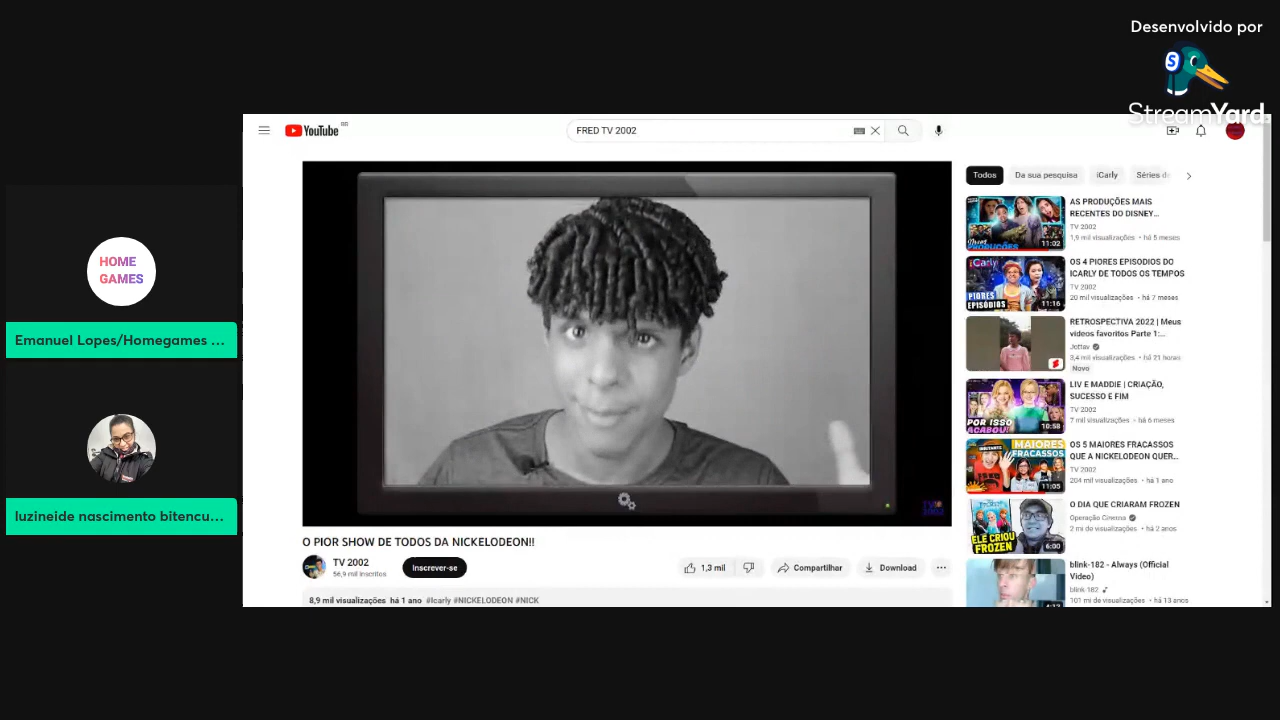 Desenvolvido por
StreamYard
YouTube
FRED TV 2002
Todos
Da sua pesquisa
iCarly
Séries de
HOME
GAMES
Emanuel Lopes/Homegames ...
luzineide nascimento bitencu...
O PIOR SHOW DE TODOS DA NICKELODEON!!
TV 2002
56,9 mil inscritos
Inscrever-se
1,3 mil
Compartilhar
Download
8,9 mil visualizações há 1 ano #Icarly #NICKELODEON #NICK
11:02
AS PRODUÇÕES MAIS
RECENTES DO DISNEY...
TV 2002
1,9 mil visualizações • há 5 meses
iCarly
PIORES
EPISÓDIOS
11:16
OS 4 PIORES EPISODIOS DO
ICARLY DE TODOS OS TEMPOS
TV 2002
20 mil visualizações • há 7 meses
RETROSPECTIVA 2022 | Meus
vídeos favoritos Parte 1:...
3,4 mil visualizações • há 21 horas
Novo
POR ISSO
ACABOU!
10:58
LIV E MADDIE | CRIAÇÃO,
SUCESSO E FIM
TV 2002
7 mil visualizações • há 6 meses
MAIORES
FRACASSOS
11:05
OS 5 MAIORES FRACASSOS
QUE A NICKELODEON QUER...
TV 2002
204 mil visualizações • há 1 ano
ELE CRIOU
FROZEN
6:00
O DIA QUE CRIARAM FROZEN
Operação Cinema
2 mi de visualizações • há 2 anos
blink-182 - Always (Official
Video)
blink-182
101 mi de visualizações • há 13 anos